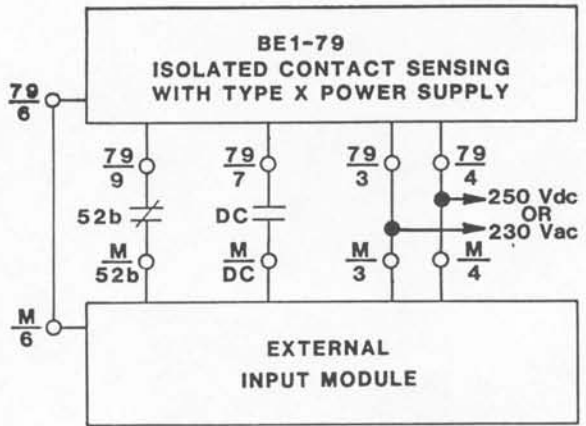 BE1-79
ISOLATED CONTACT SENSING
WITH TYPE X POWER SUPPLY
79
6
79
9
79
7
79
3
79
4
52b
DC
250 Vdc
OR
230 Vac
M
52b
M
DC
M
3
M
4
M
6
EXTERNAL
INPUT MODULE